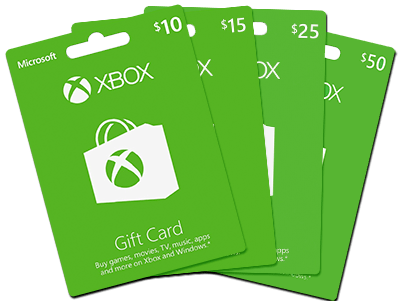 Microsoft
$10
XBOX
Gift Card
Buy games, movies, TV, music, apps
and more on Xbox and Windows.*
$15
OX
$25
OX
$50
OX